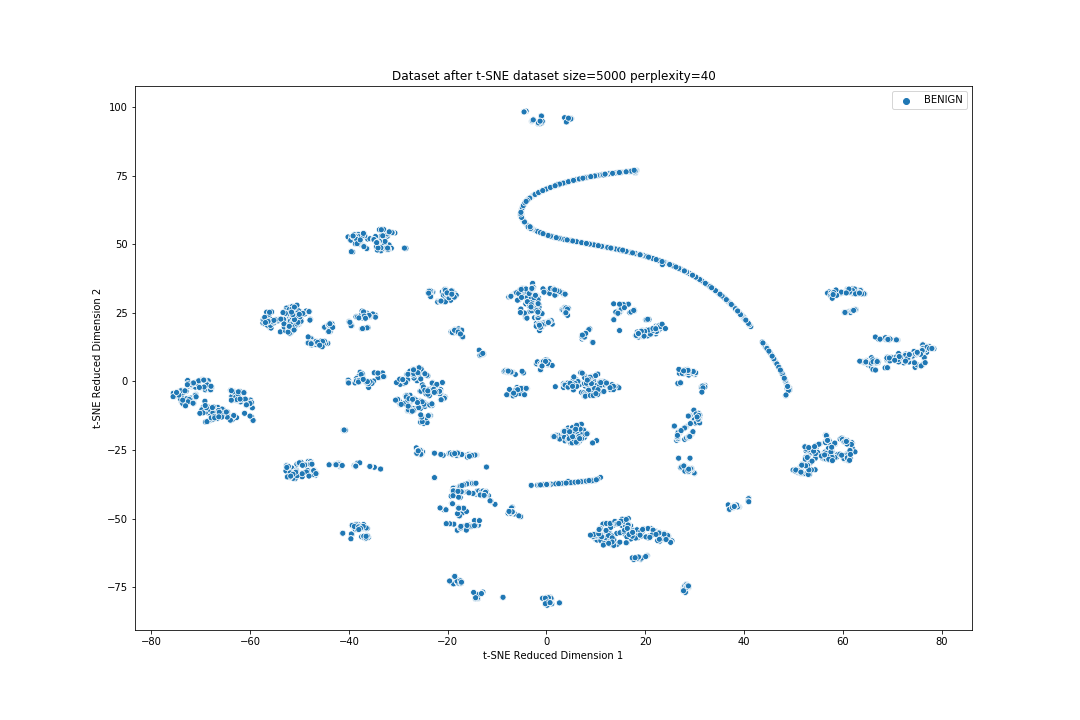 Dataset after t-SNE dataset size=5000 perplexity=40
BENIGN
100
75
50
25
0
−25
−50
−75
t-SNE Reduced Dimension 2
−80 −60 −40 −20 0 20 40 60 80
t-SNE Reduced Dimension 1